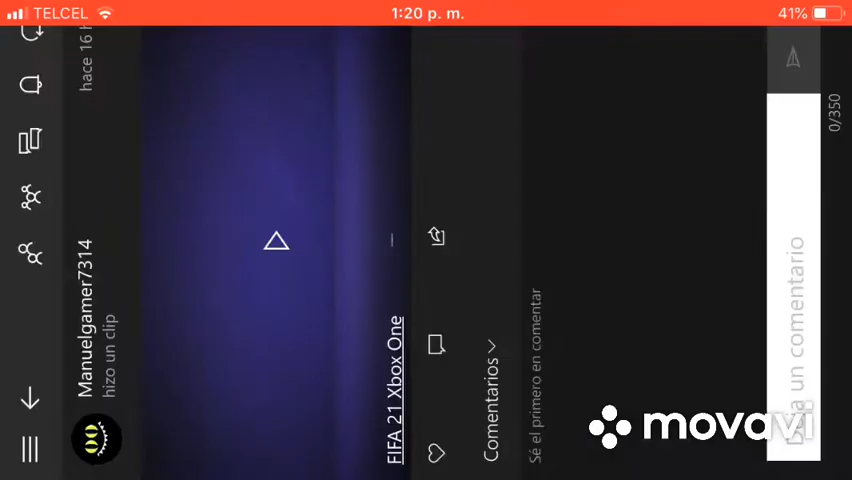 TELCEL
1:20 p. m.
41%
Manuelgamer7314
hace 16 h
hizo un clip
FIFA 21 Xbox One
Comentarios
Sé el primero en comentar
un comentario
0/350
movavi